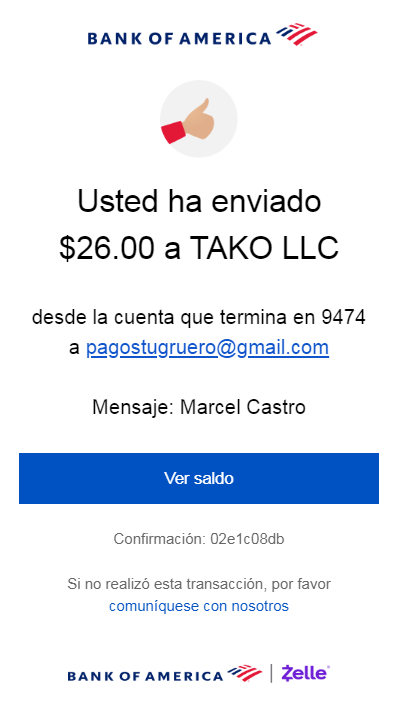 BANK OF AMERICA
Usted ha enviado
$26.00 a TAKO LLC
desde la cuenta que termina en 9474
a pagostugruero@gmail.com
Mensaje: Marcel Castro
Ver saldo
Confirmación: 02e1c08db
Si no realizó esta transacción, por favor
comuníquese con nosotros
BANK OF AMERICA | Zelle®